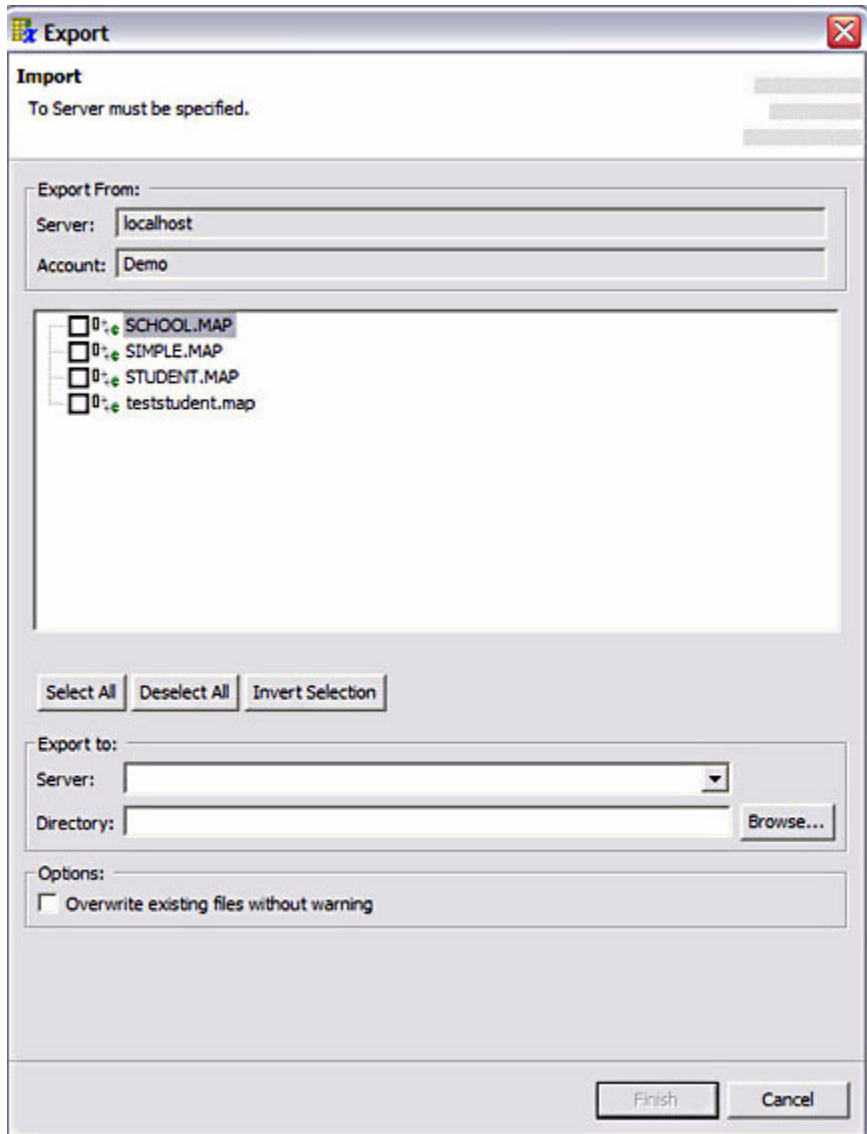 Export
Import
To Server must be specified.
Export From:
Server: localhost
Account: Demo
SCHOOL.MAP
SIMPLE.MAP
STUDENT.MAP
teststudent.map
Select All Deselect All Invert Selection
Export to:
Server:
Directory: Browse...
Options:
Overwrite existing files without warning
Finish Cancel